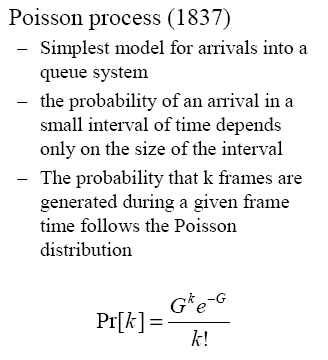 Poisson process (1837)
– Simplest model for arrivals into a
queue system
– the probability of an arrival in a
small interval of time depends
only on the size of the interval
– The probability that k frames are
generated during a given frame
time follows the Poisson
distribution
Pr[k] = G^k e^-G / k!